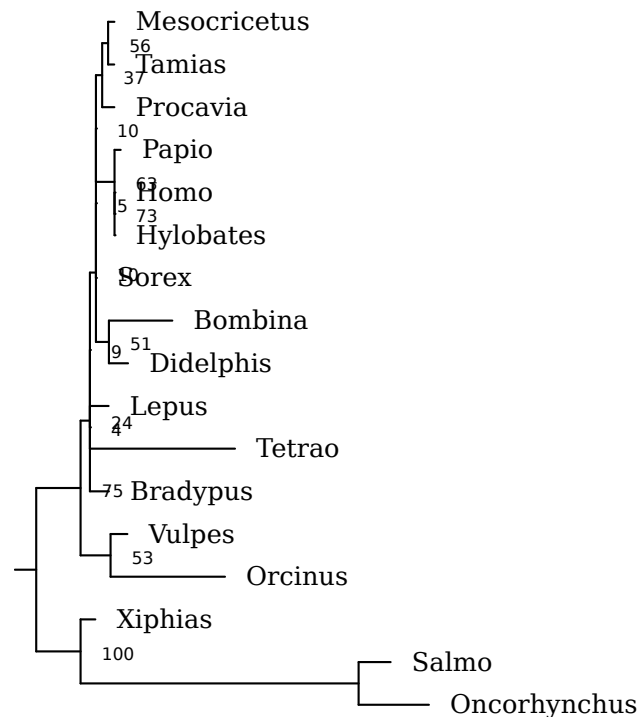 Mesocricetus
56
Tamias
37
Procavia
10
Papio
63
Homo
5
73
Hylobates
10
Sorex
Bombina
51
9
Didelphis
Lepus
24
4
Tetrao
75
Bradypus
Vulpes
53
Orcinus
Xiphias
100
Salmo
Oncorhynchus